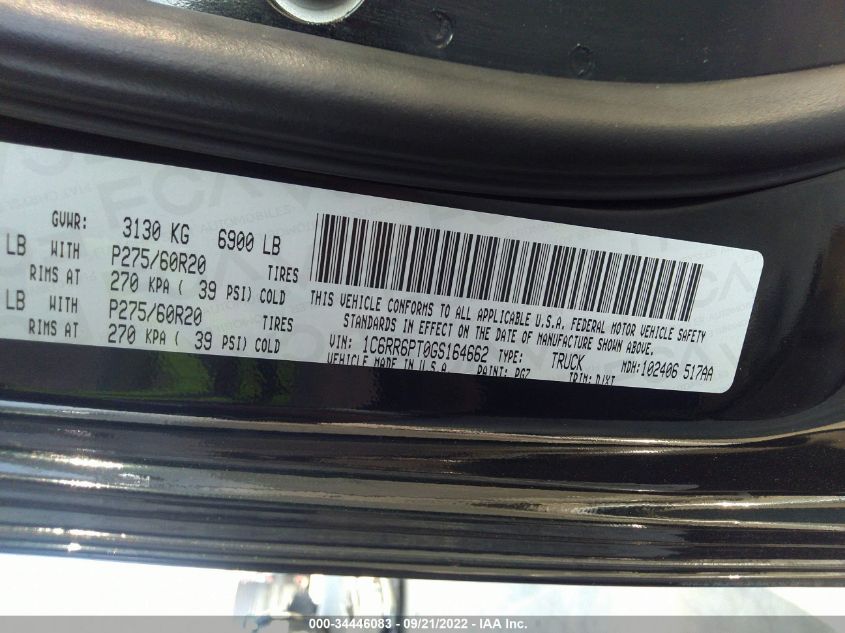 GVWR: 3130 KG 6900 LB
LB WITH P275/60R20 TIRES
RIMS AT 270 KPA ( 39 PSI) COLD
LB WITH P275/60R20 TIRES
RIMS AT 270 KPA ( 39 PSI) COLD
THIS VEHICLE CONFORMS TO ALL APPLICABLE U.S.A. FEDERAL MOTOR VEHICLE SAFETY
STANDARDS IN EFFECT ON THE DATE OF MANUFACTURE SHOWN ABOVE.
VIN: 1C6RR6PT0GS164662 TYPE: TRUCK MDH:102406 517AA
VEHICLE MADE IN U.S.A. PAINT: PG7 TRIM: D/XT
000-34446083 - 09/21/2022 - IAA Inc.